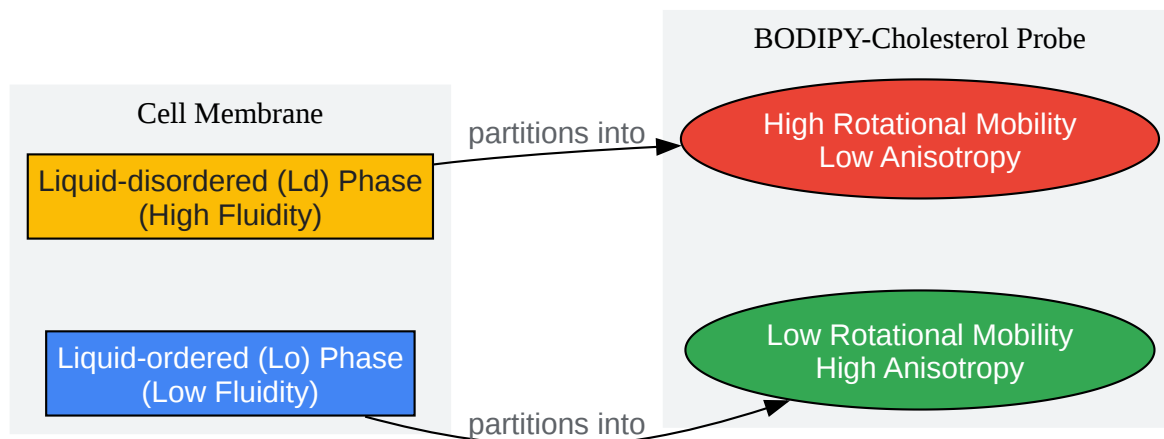 BODIPY-Cholesterol Probe
Cell Membrane
partitions into
High Rotational Mobility
Low Anisotropy
Liquid-disordered (Ld) Phase
(High Fluidity)
Low Rotational Mobility
High Anisotropy
Liquid-ordered (Lo) Phase
(Low Fluidity)
partitions into